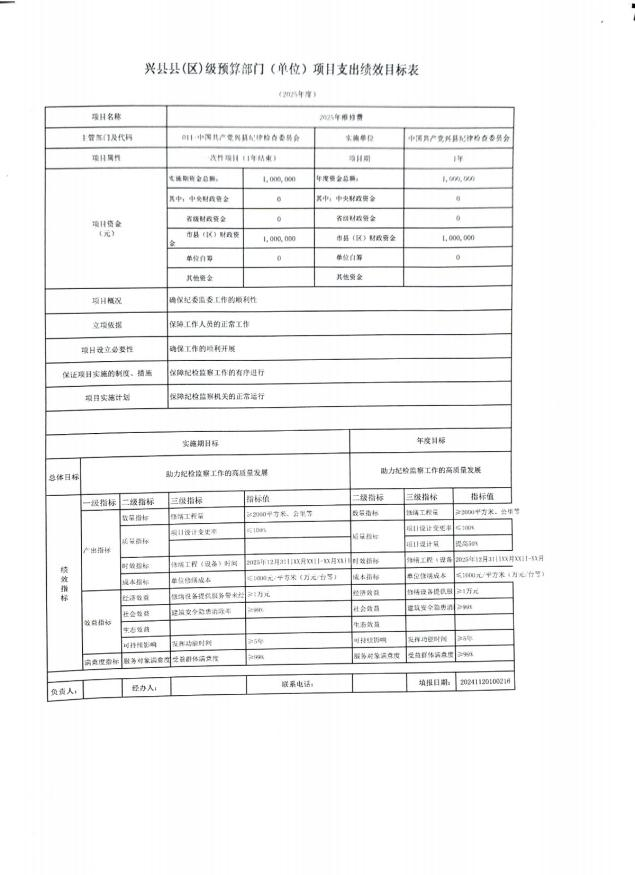 兴县县(区)级预算部门（单位）项目支出绩效目标表
（2025年度）
项目名称 2025年维修费
主管部门及代码 011-中国共产党兴县纪律检查委员会 实施单位 中国共产党兴县纪律检查委员会
项目属性 一次性项目（1年结束） 项目期 1年
项目资金（元） 实施期资金总额: 1,000,000 年度资金总额: 1,000,000
其中: 中央财政资金 0 其中: 中央财政资金 0
省级财政资金 0 省级财政资金 0
市县（区）财政资金 1,000,000 市县（区）财政资金 1,000,000
单位自筹 0 单位自筹 0
其他资金 其他资金
项目概况 确保纪委监委工作的顺利性
立项依据 保障工作人员的正常工作
项目设立必要性 确保工作的顺利开展
保证项目实施的制度、措施 保障纪检监察工作的有序进行
项目实施计划 保障纪检监察机关的正常运行
实施期目标 年度目标
总体目标 助力纪检监察工作的高质量发展 助力纪检监察工作的高质量发展
绩效指标 一级指标 二级指标 三级指标 指标值 二级指标 三级指标 指标值
产出指标 数量指标 修缮工程量 ≥2000平方米、公里等 数量指标 修缮工程量 ≥2000平方米、公里等
质量指标 项目设计变更率 ≤100% 质量指标 项目设计变更率 ≤100%
项目设计量 提高50%
时效指标 修缮工程（设备）时间 2025年12月31日XX月XX日-XX月XX日 时效指标 修缮工程（设备 2025年12月31日XX月XX日-XX月
成本指标 单位修缮成本 ≤1000元/平方米（万元/台等） 成本指标 单位修缮成本 ≤1000元/平方米（万元/台等）
效益指标 经济效益 修缮设备提供服务带来经 ≥1万元 经济效益 修缮设备提供服 ≥1万元
社会效益 建筑安全隐患消除率 ≥99% 社会效益 建筑安全隐患消 ≥99%
生态效益 生态效益
可持续影响 发挥功能时间 ≥5年 可持续影响 发挥功能时间 ≥5年
满意度指标 服务对象满意度 受益群体满意度 ≥99% 服务对象满意度 受益群体满意度 ≥99%
负责人: 经办人: 联系电话: 填报日期: 20241120100216